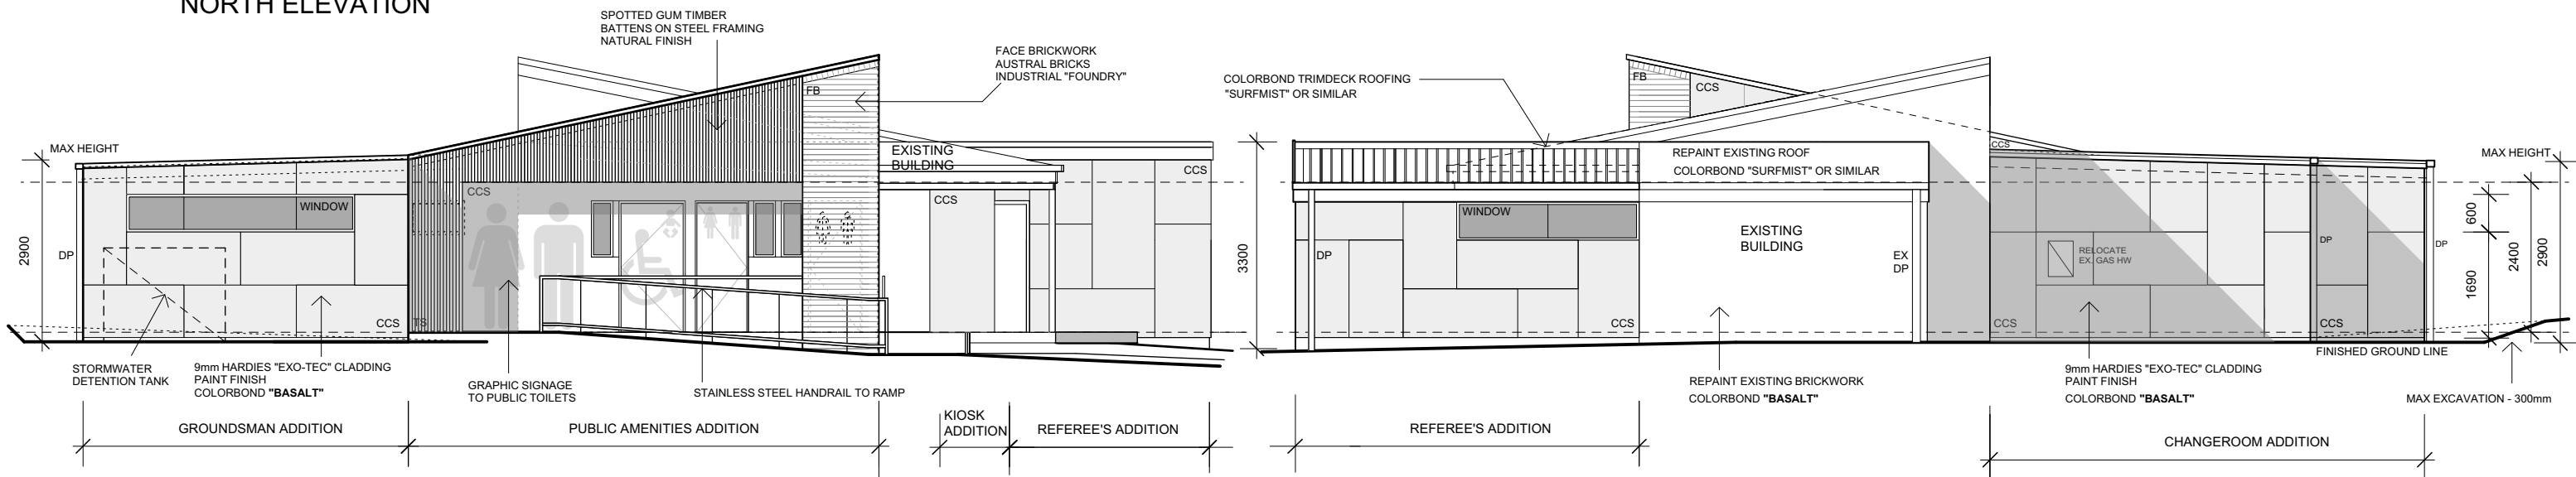 NORTH ELEVATION
SPOTTED GUM TIMBER
BATTENS ON STEEL FRAMING
NATURAL FINISH
FACE BRICKWORK
AUSTRAL BRICKS
INDUSTRIAL "FOUNDRY"
FB
MAX HEIGHT
EXISTING
BUILDING
CCS
CCS
CCS
WINDOW
2900
DP
CCS
TS
STORMWATER
DETENTION TANK
9mm HARDIES "EXO-TEC" CLADDING
PAINT FINISH
COLORBOND "BASALT"
GRAPHIC SIGNAGE
TO PUBLIC TOILETS
STAINLESS STEEL HANDRAIL TO RAMP
GROUNDSMAN ADDITION
PUBLIC AMENITIES ADDITION
KIOSK
ADDITION
REFEREE'S ADDITION
COLORBOND TRIMDECK ROOFING
"SURFMIST" OR SIMILAR
FB
CCS
REPAINT EXISTING ROOF
COLORBOND "SURFMIST" OR SIMILAR
CCS
MAX HEIGHT
WINDOW
EXISTING
BUILDING
3300
DP
EX
DP
RELOCATE
EX. GAS HW
DP
DP
600
1690
2400
2900
CCS
CCS
CCS
FINISHED GROUND LINE
REPAINT EXISTING BRICKWORK
COLORBOND "BASALT"
9mm HARDIES "EXO-TEC" CLADDING
PAINT FINISH
COLORBOND "BASALT"
MAX EXCAVATION - 300mm
REFEREE'S ADDITION
CHANGEROOM ADDITION